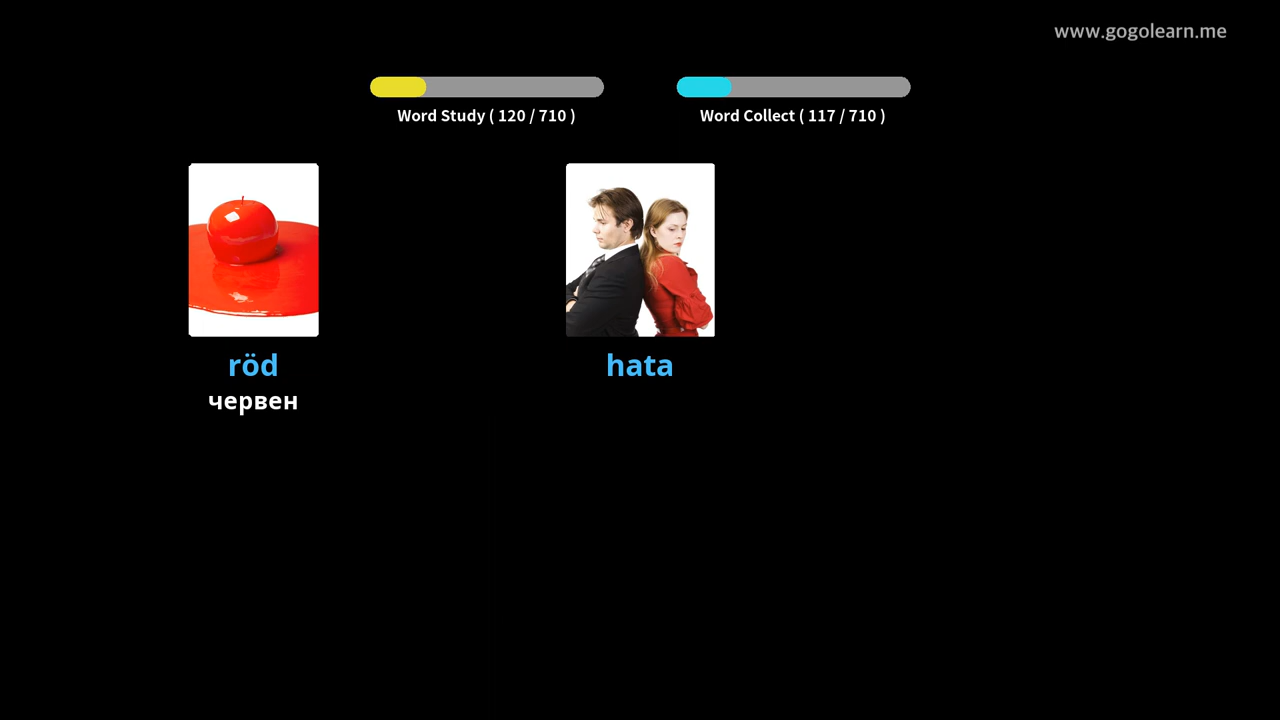 www.gogolearn.me
Word Study ( 120 / 710 )
Word Collect ( 117 / 710 )
röd
червен
hata